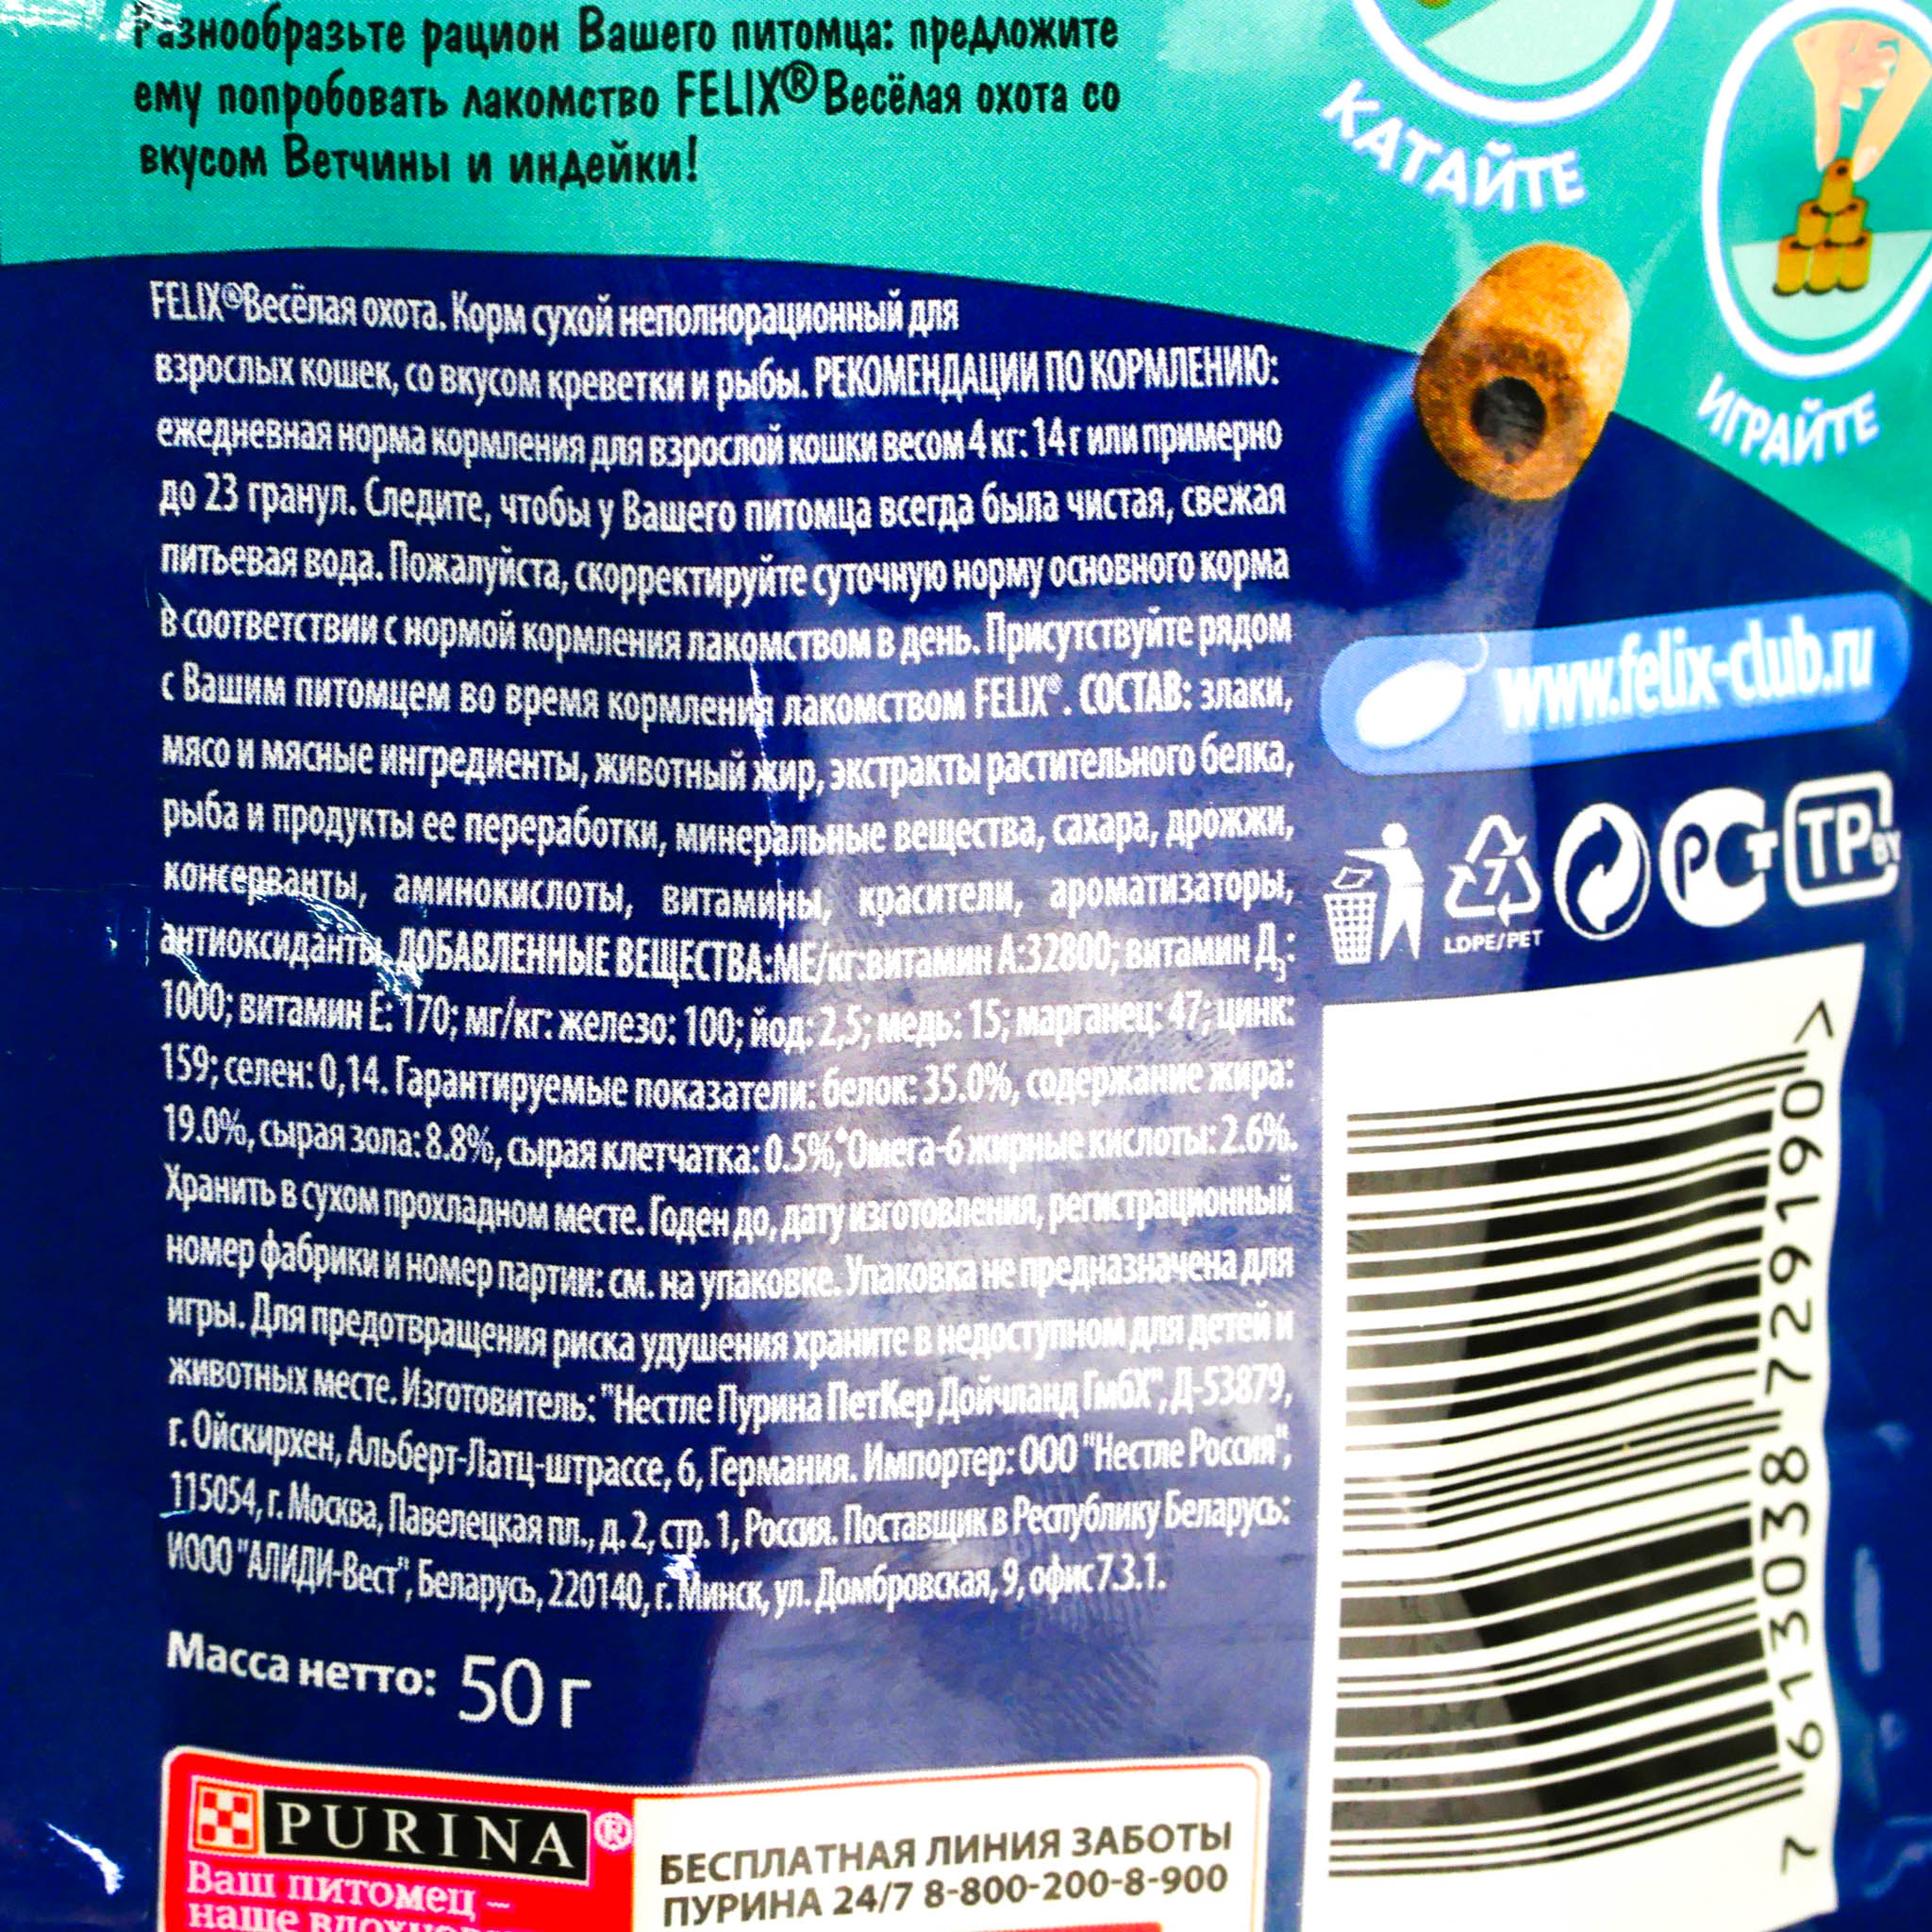 Разнообразьте рацион Вашего питомца: предложите
ему попробовать лакомство FELIX® Весёлая охота со
вкусом Ветчины и индейки!
КАТАЙТЕ
ИГРАЙТЕ
FELIX®Весёлая охота. Корм сухой неполнорационный для
взрослых кошек, со вкусом креветки и рыбы. РЕКОМЕНДАЦИИ ПО КОРМЛЕНИЮ:
ежедневная норма кормления для взрослой кошки весом 4 кг: 14 г или примерно
до 23 гранул. Следите, чтобы у Вашего питомца всегда была чистая, свежая
питьевая вода. Пожалуйста, скорректируйте суточную норму основного корма
в соответствии с нормой кормления лакомством в день. Присутствуйте рядом
с Вашим питомцем во время кормления лакомством FELIX®. СОСТАВ: злаки,
мясо и мясные ингредиенты, животный жир, экстракты растительного белка,
рыба и продукты ее переработки, минеральные вещества, сахара, дрожжи,
консерванты, аминокислоты, витамины, красители, ароматизаторы,
антиоксиданты. ДОБАВЛЕННЫЕ ВЕЩЕСТВА:МЕ/кг:витамин А:32800; витамин Д₃:
1000; витамин Е: 170; мг/кг: железо: 100; йод: 2,5; медь: 15; марганец: 47; цинк:
159; селен: 0,14. Гарантируемые показатели: белок: 35.0%, содержание жира:
19.0%, сырая зола: 8.8%, сырая клетчатка: 0.5%, Омега-6 жирные кислоты: 2.6%.
Хранить в сухом прохладном месте. Годен до, дату изготовления, регистрационный
номер фабрики и номер партии: см. на упаковке. Упаковка не предназначена для
игры. Для предотвращения риска удушения храните в недоступном для детей и
животных месте. Изготовитель: "Нестле Пурина ПетКер Дойчланд ГмбХ", Д-53879,
г. Ойскирхен, Альберт-Латц-штрассе, 6, Германия. Импортер: ООО "Нестле Россия",
115054, г. Москва, Павелецкая пл., д. 2, стр. 1, Россия. Поставщик в Республику Беларусь:
ИООО "АЛИДИ-Вест", Беларусь, 220140, г. Минск, ул. Домбровская, 9, офис7.3.1.
Масса нетто: 50 г
www.felix-club.ru
7
LDPE/PET
РСТ
TP BY
7 613038 729190 >
PURINA®
Ваш питомец –
наше
БЕСПЛАТНАЯ ЛИНИЯ ЗАБОТЫ
ПУРИНА 24/7 8-800-200-8-900